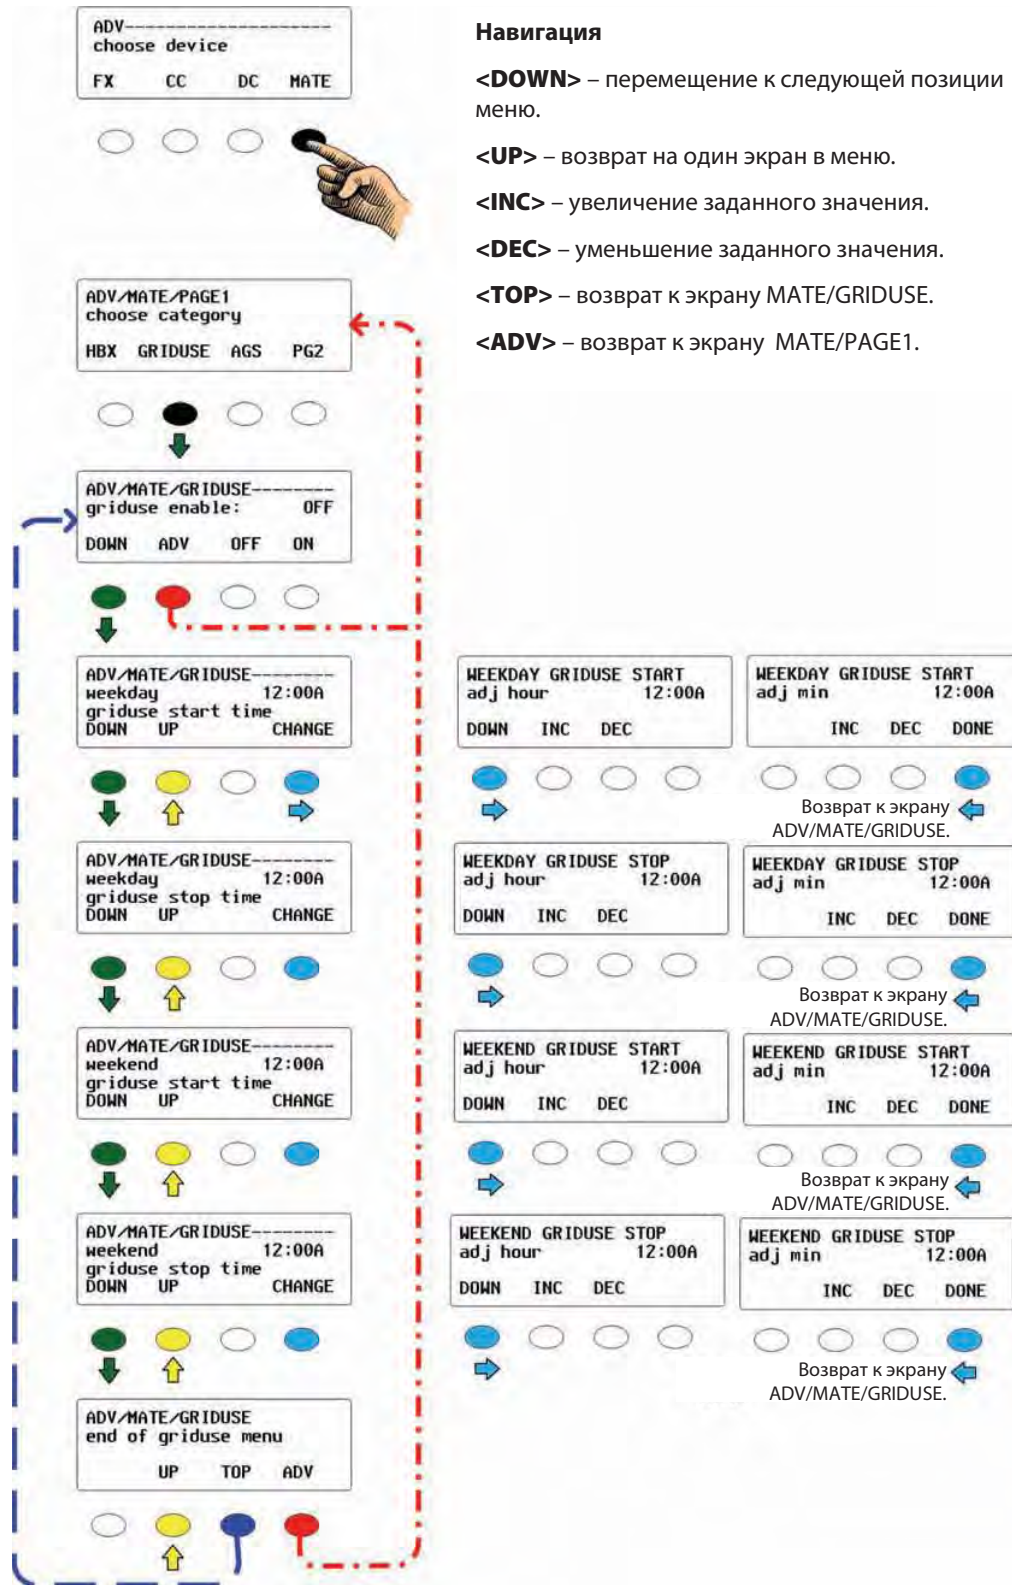 ADV--------------------
choose device
FX CC DC MATE
Навигация
<DOWN> – перемещение к следующей позиции
меню.
<UP> – возврат на один экран в меню.
<INC> – увеличение заданного значения.
<DEC> – уменьшение заданного значения.
<TOP> – возврат к экрану MATE/GRIDUSE.
<ADV> – возврат к экрану MATE/PAGE1.
ADV/MATE/PAGE1
choose category
HBX GRIDUSE AGS PG2
ADV/MATE/GRIDUSE--------
griduse enable: OFF
DOWN ADV OFF ON
ADV/MATE/GRIDUSE--------
weekday 12:00A
griduse start time
DOWN UP CHANGE
WEEKDAY GRIDUSE START
adj hour 12:00A
DOWN INC DEC
WEEKDAY GRIDUSE START
adj min 12:00A
INC DEC DONE
Возврат к экрану
ADV/MATE/GRIDUSE.
ADV/MATE/GRIDUSE--------
weekday 12:00A
griduse stop time
DOWN UP CHANGE
WEEKDAY GRIDUSE STOP
adj hour 12:00A
DOWN INC DEC
WEEKDAY GRIDUSE STOP
adj min 12:00A
INC DEC DONE
Возврат к экрану
ADV/MATE/GRIDUSE.
ADV/MATE/GRIDUSE--------
weekend 12:00A
griduse start time
DOWN UP CHANGE
WEEKEND GRIDUSE START
adj hour 12:00A
DOWN INC DEC
WEEKEND GRIDUSE START
adj min 12:00A
INC DEC DONE
Возврат к экрану
ADV/MATE/GRIDUSE.
ADV/MATE/GRIDUSE--------
weekend 12:00A
griduse stop time
DOWN UP CHANGE
WEEKEND GRIDUSE STOP
adj hour 12:00A
DOWN INC DEC
WEEKEND GRIDUSE STOP
adj min 12:00A
INC DEC DONE
Возврат к экрану
ADV/MATE/GRIDUSE.
ADV/MATE/GRIDUSE
end of griduse menu
UP TOP ADV